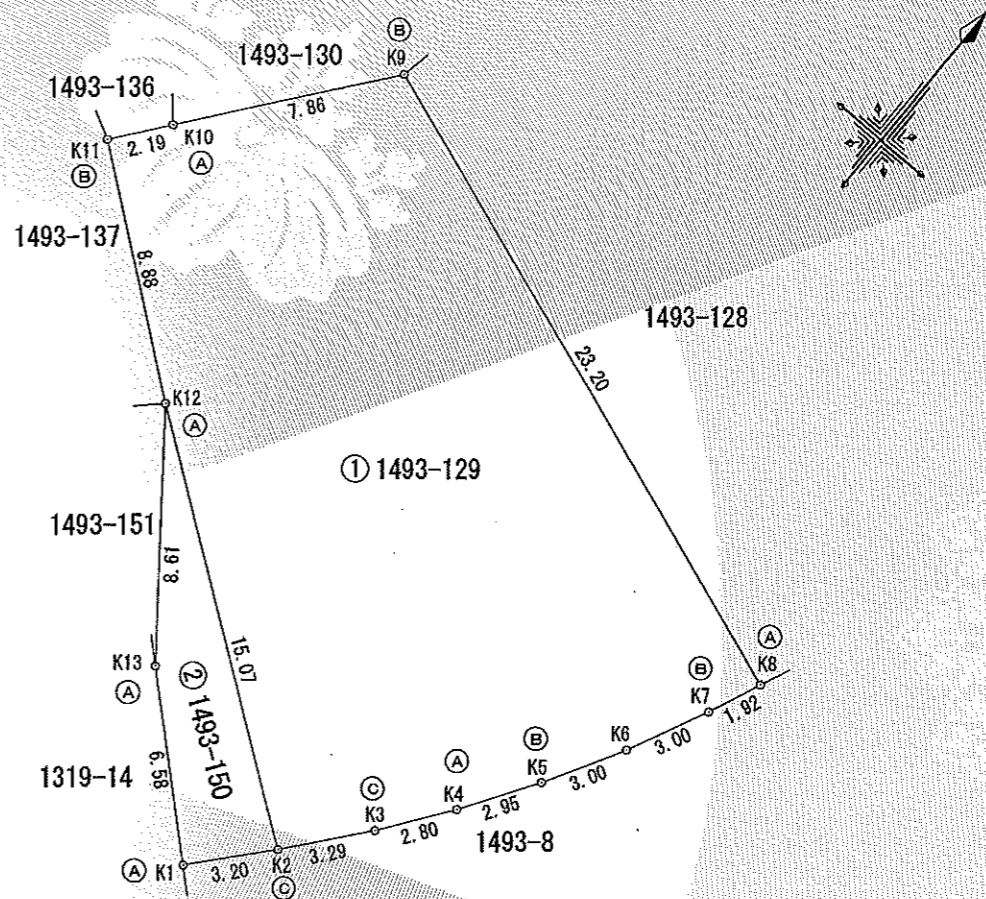 Ⓑ
1493-130
K9
1493-136
7.86
K10
2.19
K11
Ⓐ
Ⓑ
1493-137
8.88
1493-128
23.20
K12
Ⓐ
① 1493-129
1493-151
8.61
15.07
K13
Ⓐ
② 1493-150
Ⓐ
K8
Ⓑ
K7
1.92
K6
3.00
Ⓑ
K5
3.00
Ⓐ
K4
2.95
Ⓒ
K3
2.80
1493-8
1319-14
6.58
K2
3.29
Ⓒ
Ⓐ K1
3.20